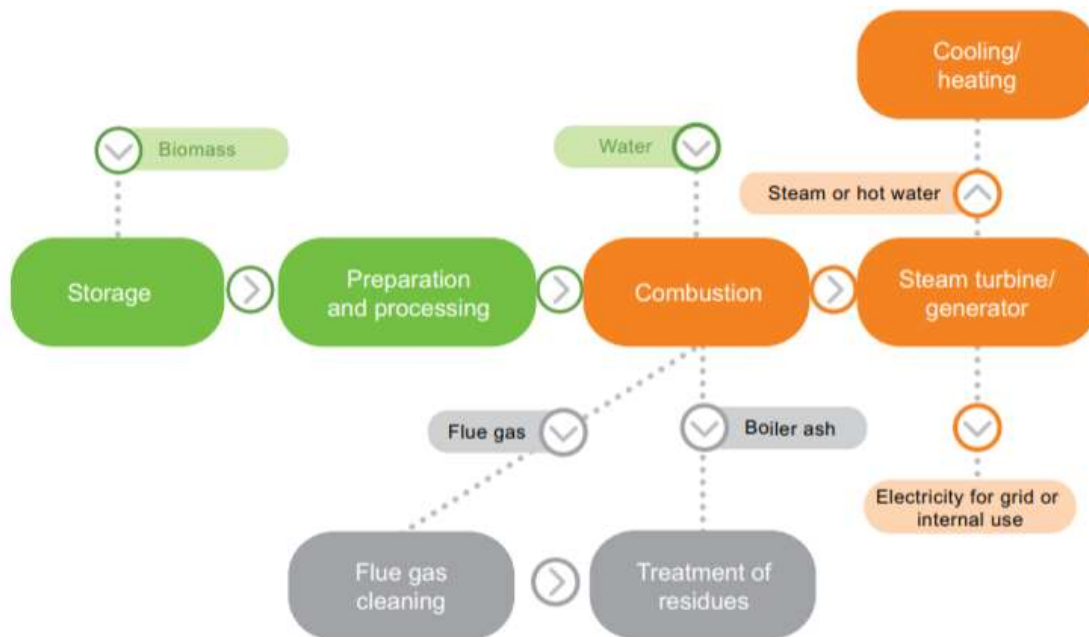 Cooling/
heating
Biomass
Water
Steam or hot water
Storage
Preparation
and processing
Combustion
Steam turbine/
generator
Flue gas
Boiler ash
Electricity for grid or
internal use
Flue gas
cleaning
Treatment of
residues